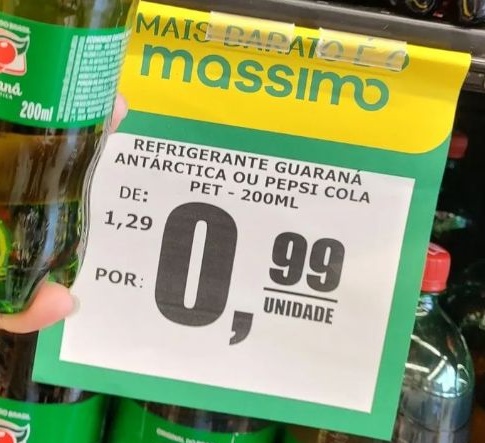 MAIS BARATO É O
massimo
REFRIGERANTE GUARANÁ
ANTÁRCTICA OU PEPSI COLA
PET - 200ML
DE:
1,29
POR:
0,99
UNIDADE
200ml